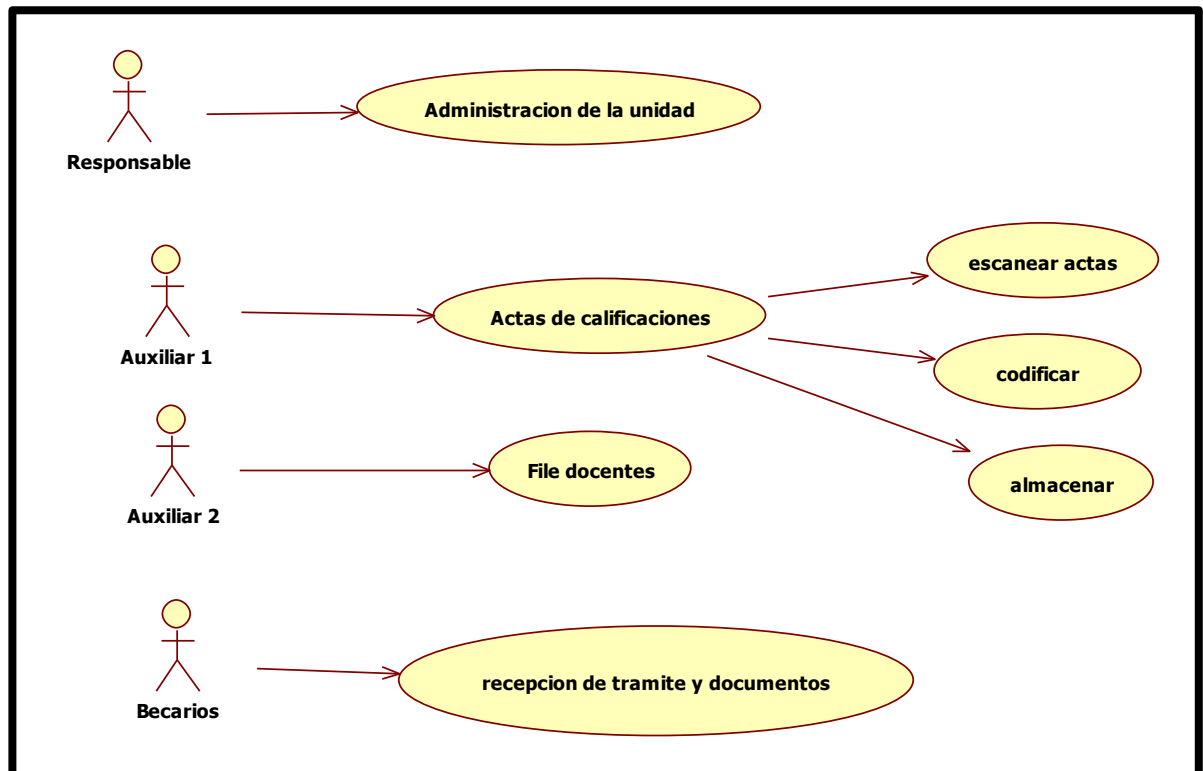 Administracion de la unidad
Responsable
escanear actas
Actas de calificaciones
Auxiliar 1
codificar
File docentes
almacenar
Auxiliar 2
recepcion de tramite y documentos
Becarios